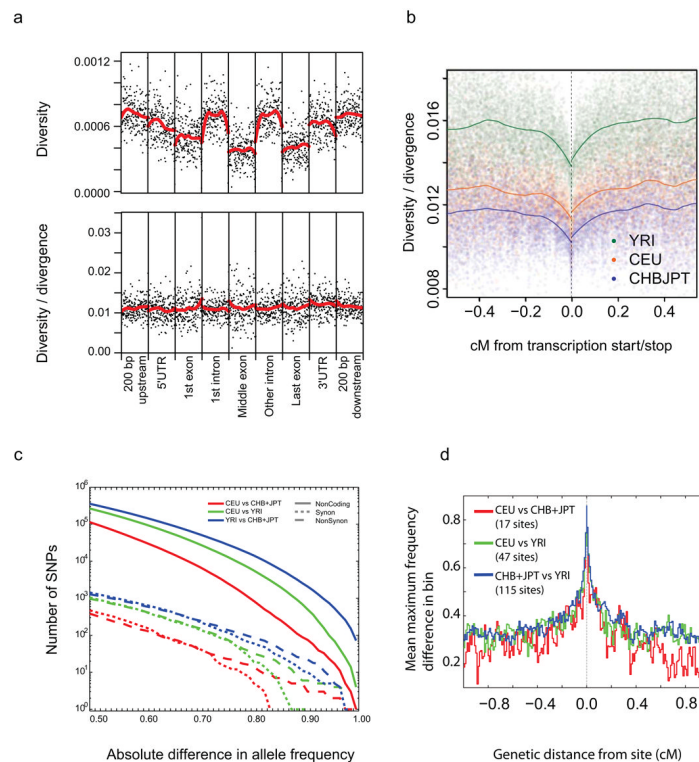 a
b
0.0012
0.0006
0.0000
Diversity
0.03
0.02
0.01
0.00
Diversity / divergence
200 bp
upstream
5'UTR
1st exon
1st intron
Middle exon
Other intron
Last exon
3'UTR
200 bp
downstream
0.016
0.012
0.008
Diversity / divergence
YRI
CEU
CHBJPT
−0.4 −0.2 0.0 0.2 0.4
cM from transcription start/stop
c
d
10^6
10^5
10^4
10^3
10^2
10^1
10^0
Number of SNPs
CEU vs CHB+JPT
CEU vs YRI
YRI vs CHB+JPT
NonCoding
Synon
NonSynon
0.50 0.60 0.70 0.80 0.90 1.00
Absolute difference in allele frequency
Mean maximum frequency
difference in bin
0.8
0.6
0.4
0.2
CEU vs CHB+JPT
(17 sites)
CEU vs YRI
(47 sites)
CHB+JPT vs YRI
(115 sites)
−0.8 −0.4 0.0 0.4 0.8
Genetic distance from site (cM)